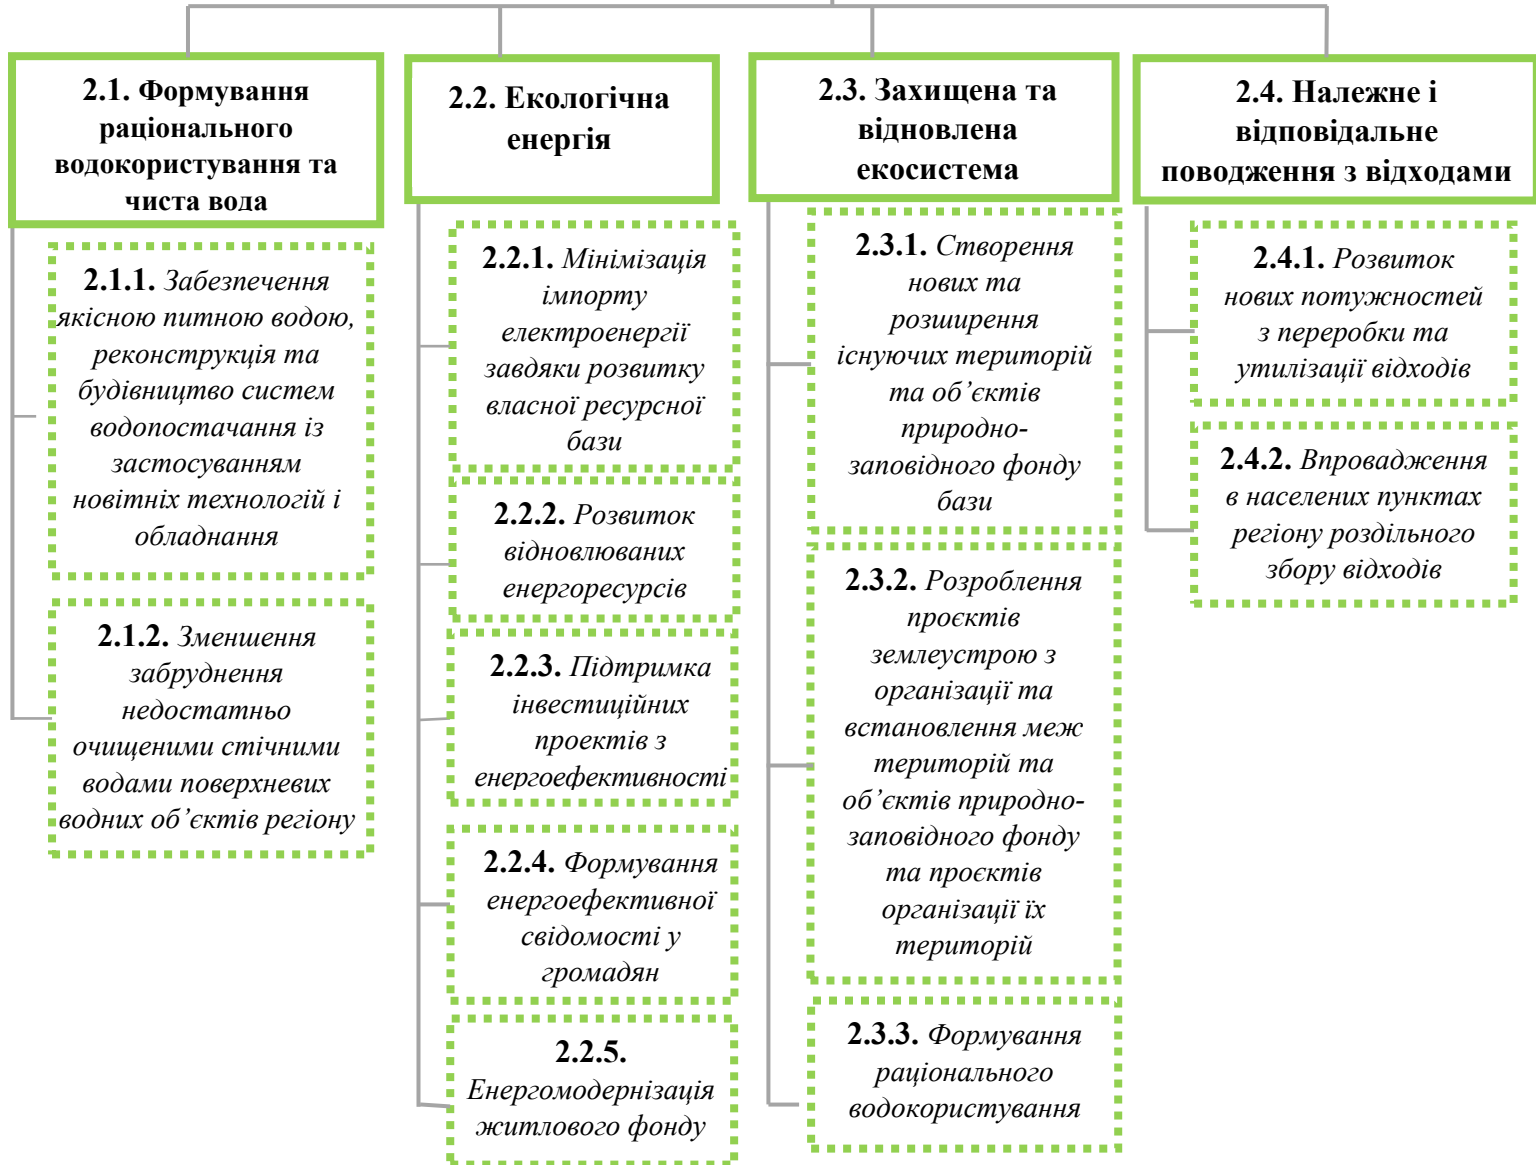 2.1. Формування
раціонального
водокористування та
чиста вода
2.1.1. Забезпечення
якісною питною водою,
реконструкція та
будівництво систем
водопостачання із
застосуванням
новітніх технологій і
обладнання
2.1.2. Зменшення
забруднення
недостатньо
очищеними стічними
водами поверхневих
водних об’єктів регіону
2.2. Екологічна
енергія
2.2.1. Мінімізація
імпорту
електроенергії
завдяки розвитку
власної ресурсної
бази
2.2.2. Розвиток
відновлюваних
енергоресурсів
2.2.3. Підтримка
інвестиційних
проектів з
енергоефективності
2.2.4. Формування
енергоефективної
свідомості у
громадян
2.2.5.
Енергомодернізація
житлового фонду
2.3. Захищена та
відновлена
екосистема
2.3.1. Створення
нових та
розширення
існуючих територій
та об’єктів
природно-
заповідного фонду
бази
2.3.2. Розроблення
проєктів
землеустрою з
організації та
встановлення меж
територій та
об’єктів природно-
заповідного фонду
та проєктів
організації їх
територій
2.3.3. Формування
раціонального
водокористування
2.4. Належне і
відповідальне
поводження з відходами
2.4.1. Розвиток
нових потужностей
з переробки та
утилізації відходів
2.4.2. Впровадження
в населених пунктах
регіону роздільного
збору відходів